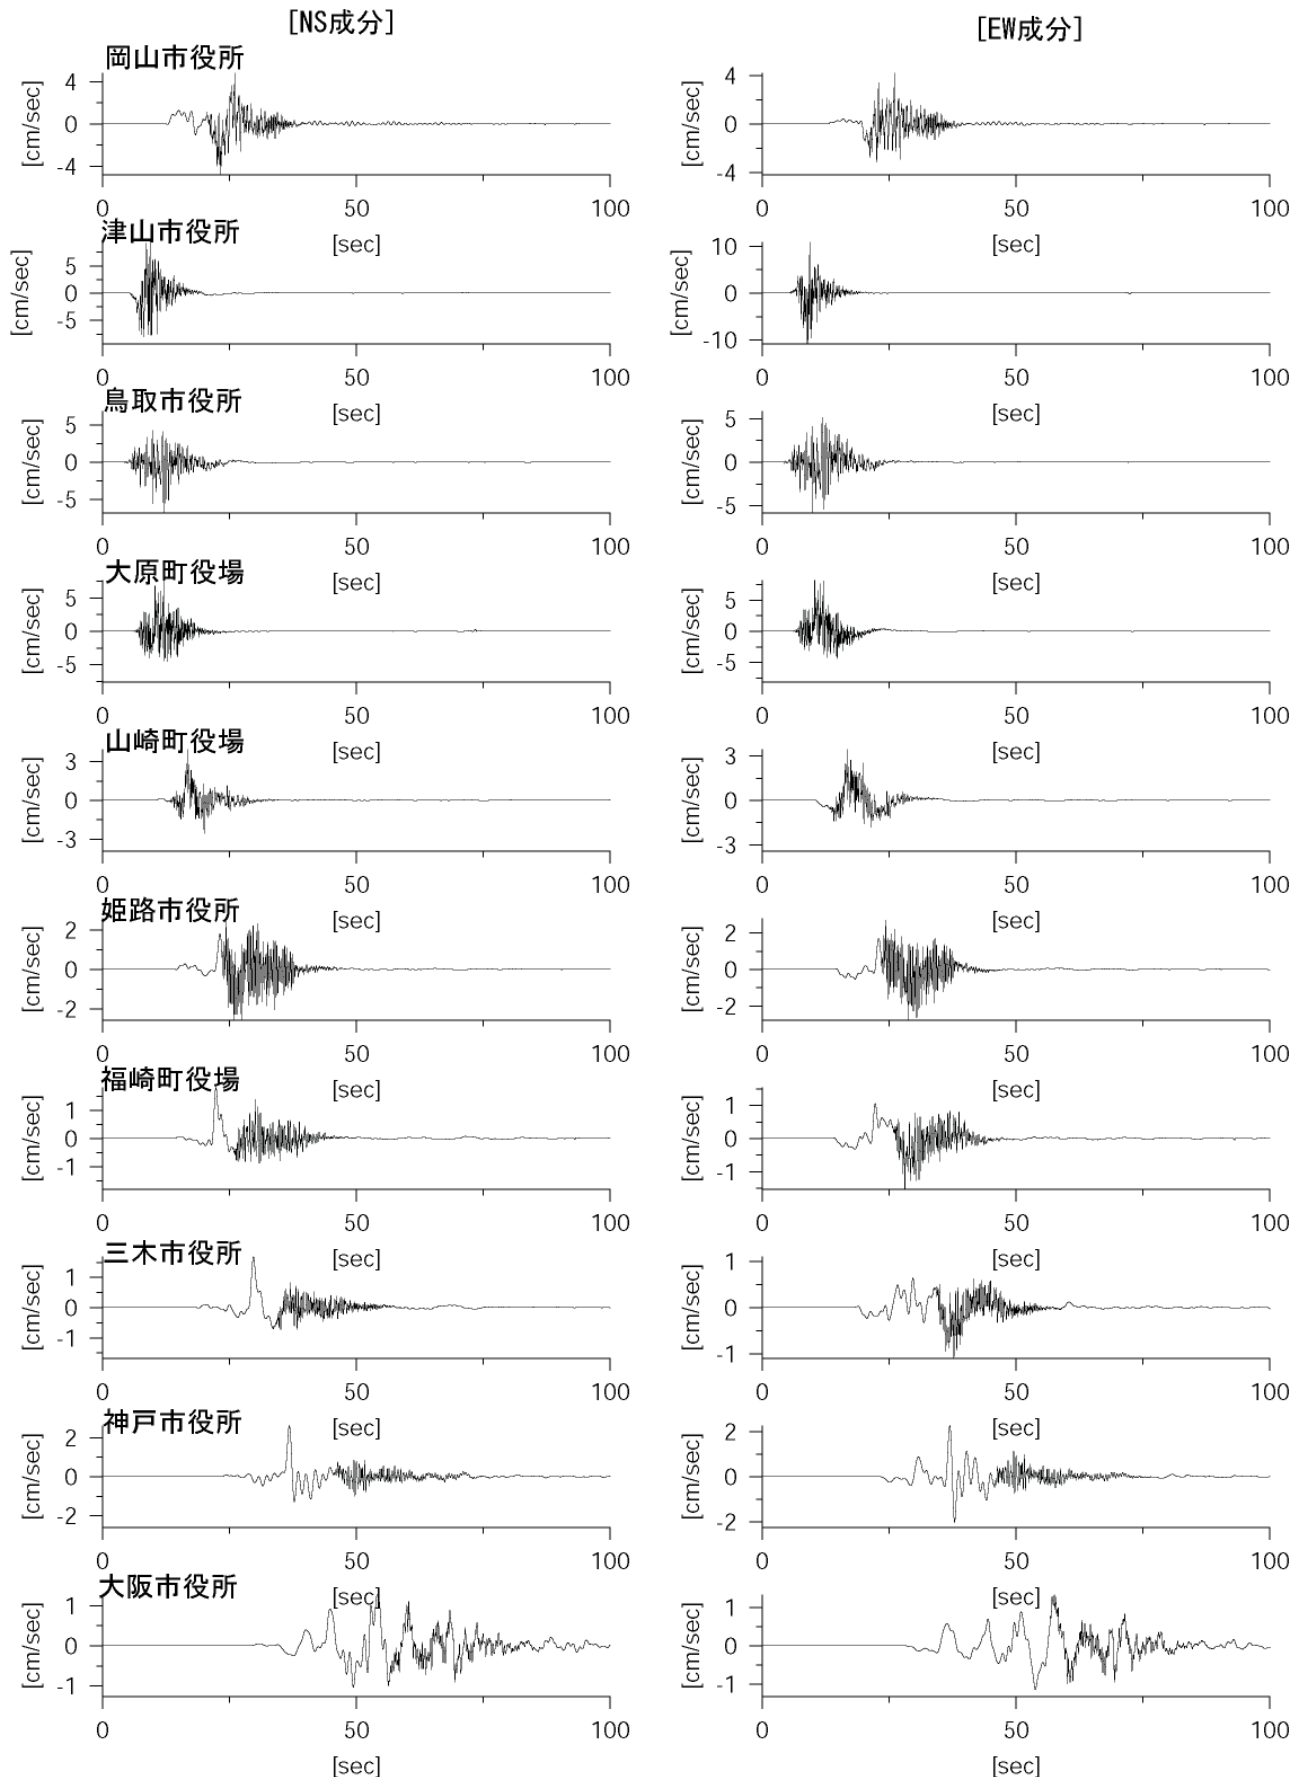 [NS成分] [EW成分]
岡山市役所
[cm/sec] 4 0 -4 [cm/sec] 4 0 -4
0 50 100 0 50 100
[sec] [sec]
津山市役所
[cm/sec] 5 0 -5 [cm/sec] 10 0 -10
0 50 100 0 50 100
[sec] [sec]
鳥取市役所
[cm/sec] 5 0 -5 [cm/sec] 5 0 -5
0 50 100 0 50 100
[sec] [sec]
大原町役場
[cm/sec] 5 0 -5 [cm/sec] 5 0 -5
0 50 100 0 50 100
[sec] [sec]
山崎町役場
[cm/sec] 3 0 -3 [cm/sec] 3 0 -3
0 50 100 0 50 100
[sec] [sec]
姫路市役所
[cm/sec] 2 0 -2 [cm/sec] 2 0 -2
0 50 100 0 50 100
[sec] [sec]
福崎町役場
[cm/sec] 1 0 -1 [cm/sec] 1 0 -1
0 50 100 0 50 100
[sec] [sec]
三木市役所
[cm/sec] 1 0 -1 [cm/sec] 1 0 -1
0 50 100 0 50 100
[sec] [sec]
神戸市役所
[cm/sec] 2 0 -2 [cm/sec] 2 0 -2
0 50 100 0 50 100
[sec] [sec]
大阪市役所
[cm/sec] 1 0 -1 [cm/sec] 1 0 -1
0 50 100 0 50 100
[sec] [sec]